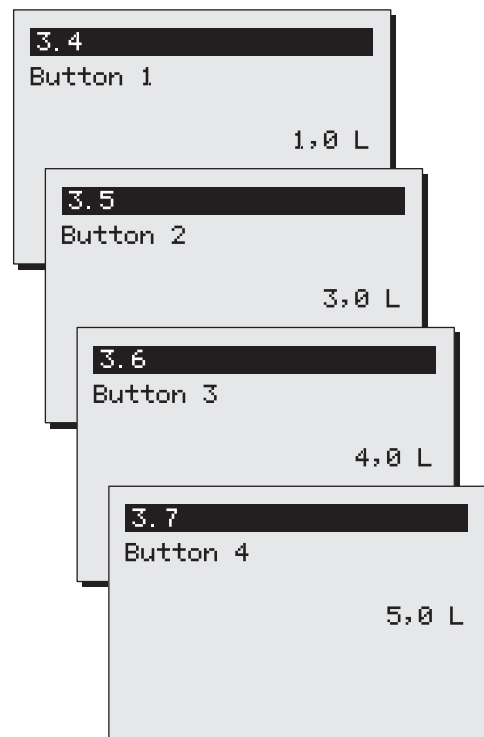 3.4
Button 1
1,0 L
3.5
Button 2
3,0 L
3.6
Button 3
4,0 L
3.7
Button 4
5,0 L